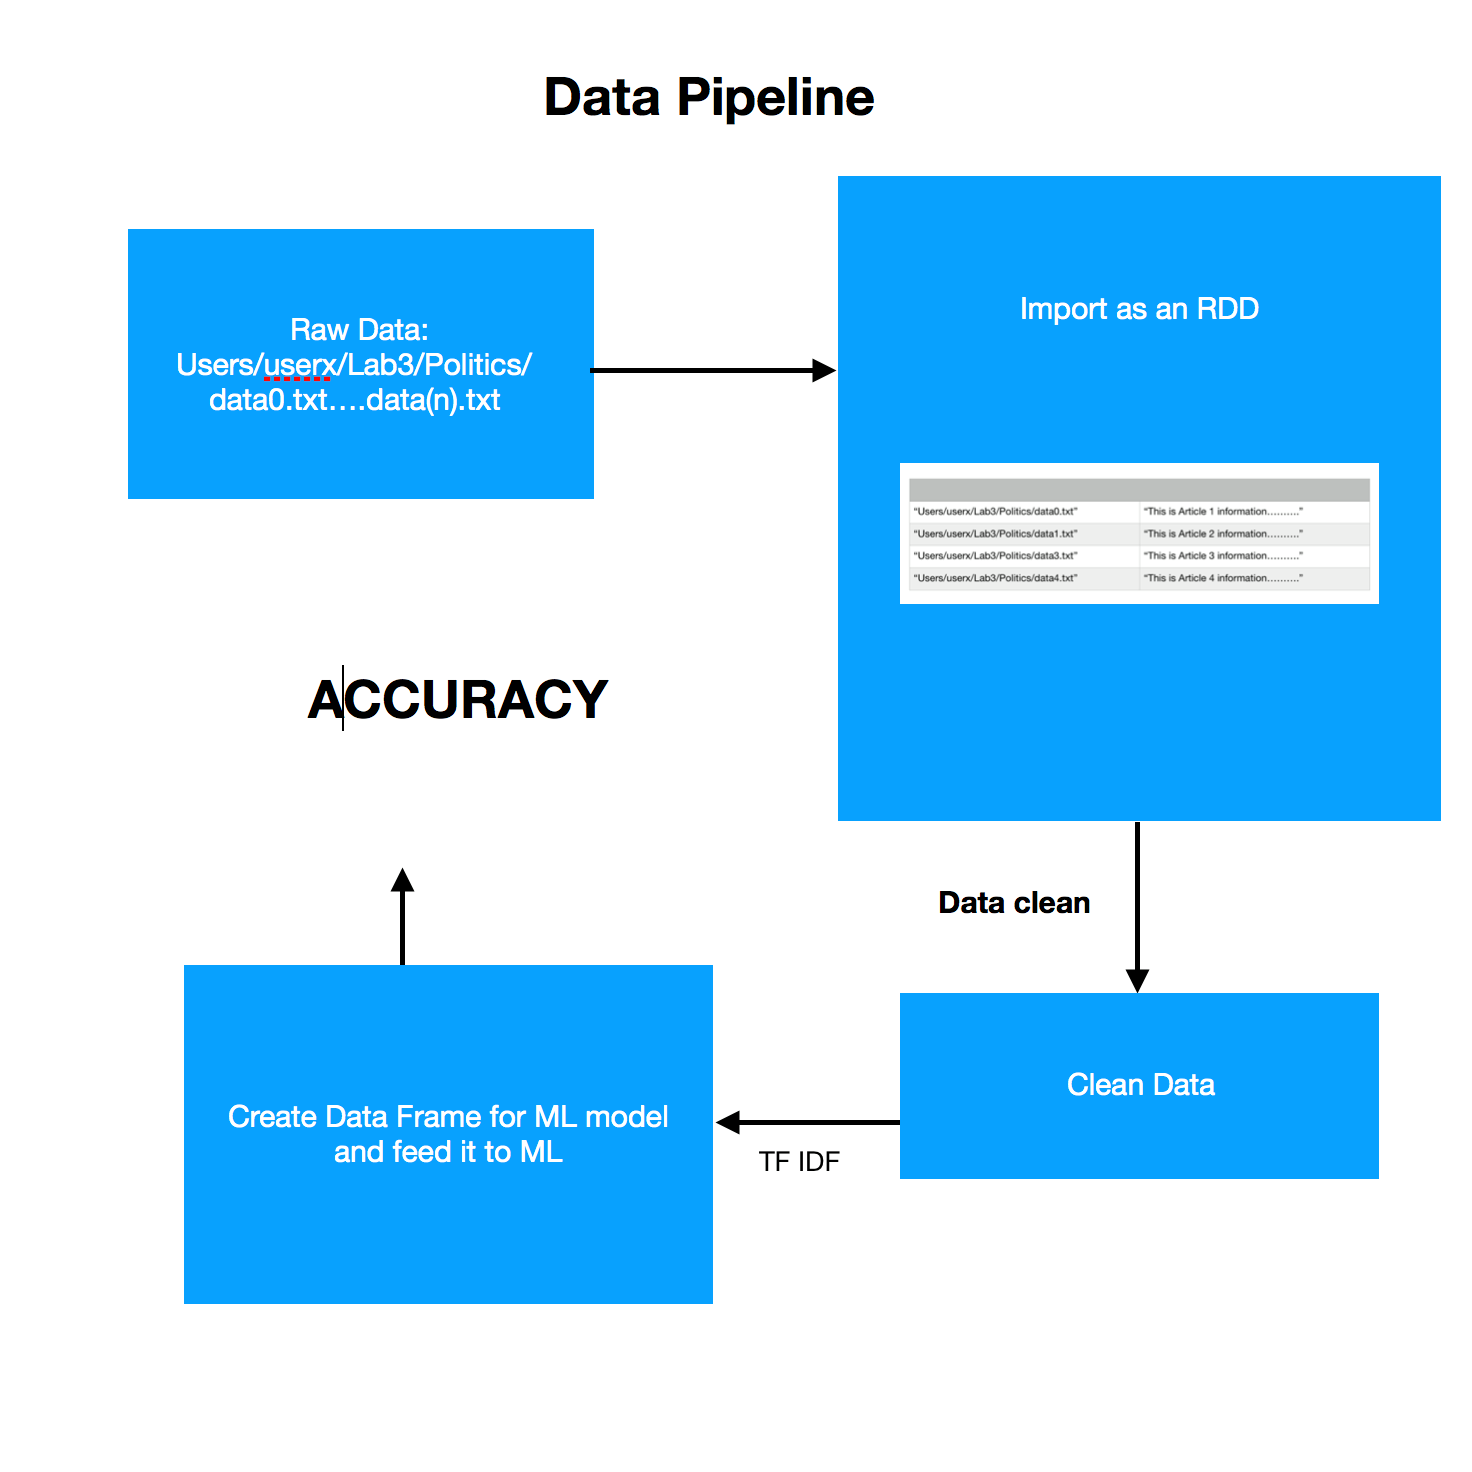 Data Pipeline
Raw Data:
Users/userx/Lab3/Politics/
data0.txt....data(n).txt
Import as an RDD
"Users/userx/Lab3/Politics/data0.txt" "This is Article 1 information.........."
"Users/userx/Lab3/Politics/data1.txt" "This is Article 2 information.........."
"Users/userx/Lab3/Politics/data3.txt" "This is Article 3 information.........."
"Users/userx/Lab3/Politics/data4.txt" "This is Article 4 information.........."
ACCURACY
Data clean
Clean Data
TF IDF
Create Data Frame for ML model
and feed it to ML